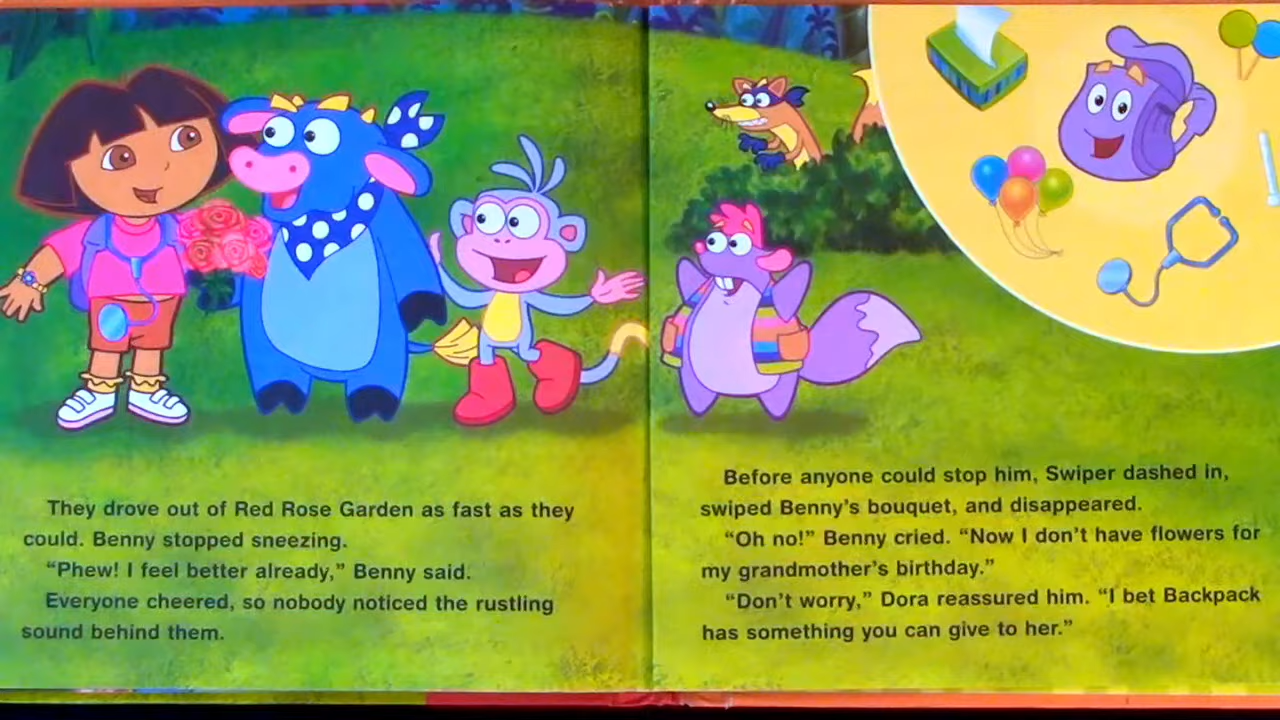 They drove out of Red Rose Garden as fast as they
could. Benny stopped sneezing.
“Phew! I feel better already,” Benny said.
Everyone cheered, so nobody noticed the rustling
sound behind them.
Before anyone could stop him, Swiper dashed in,
swiped Benny’s bouquet, and disappeared.
“Oh no!” Benny cried. “Now I don’t have flowers for
my grandmother’s birthday.”
“Don’t worry,” Dora reassured him. “I bet Backpack
has something you can give to her.”